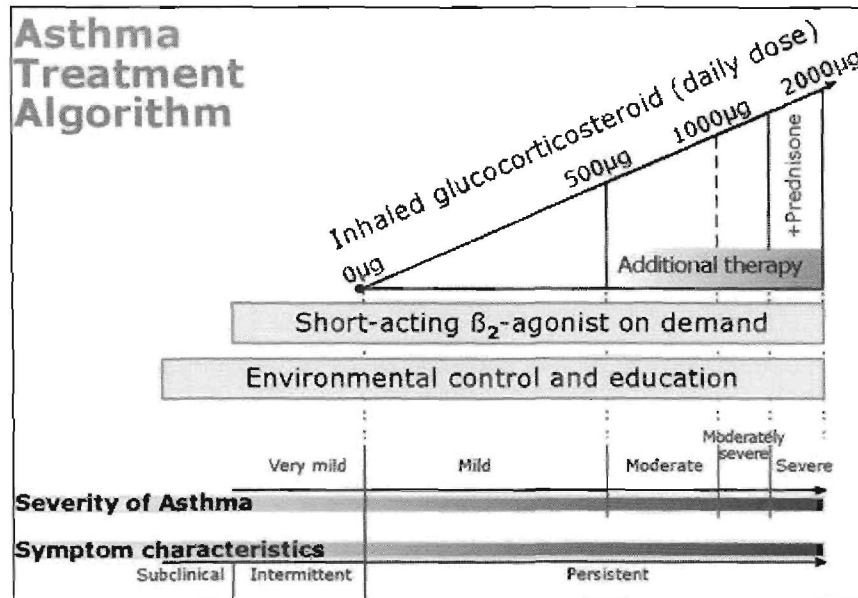 Asthma
Treatment
Algorithm
Inhaled glucocorticosteroid (daily dose)
0µg
500µg
1000µg
2000µg
+Prednisone
Additional therapy
Short-acting ß₂-agonist on demand
Environmental control and education
Very mild
Mild
Moderate
Moderately
severe
Severe
Severity of Asthma
Symptom characteristics
Subclinical
Intermittent
Persistent